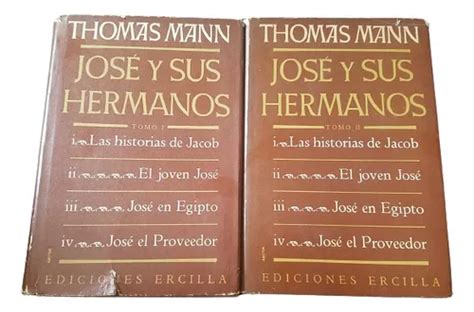 THOMAS MANN
JOSÉ Y SUS
HERMANOS
TOMO I
i Las historias de Jacob
ii El joven José
iii José en Egipto
iv José el Proveedor
EDICIONES ERCILLA
THOMAS MANN
JOSÉ Y SUS
HERMANOS
TOMO II
i Las historias de Jacob
ii El joven José
iii José en Egipto
iv José el Proveedor
EDICIONES ERCILLA